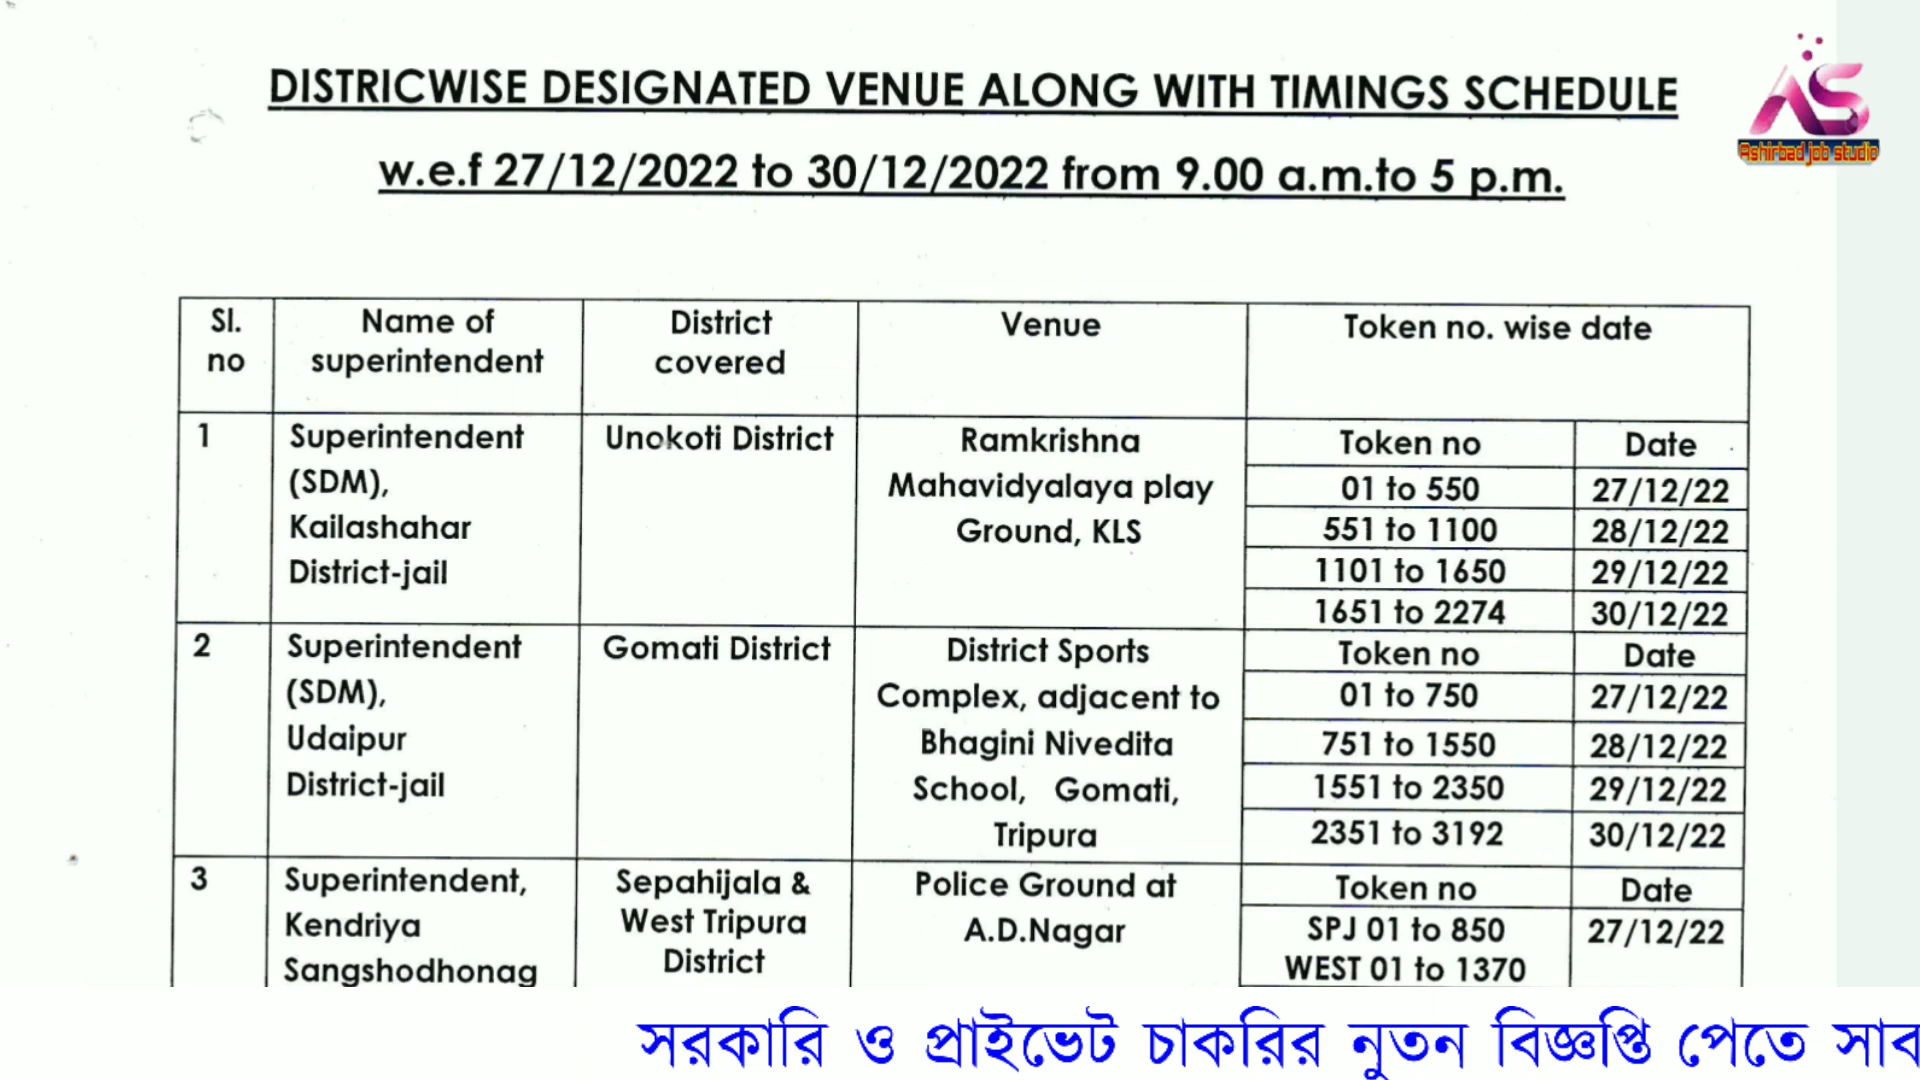 DISTRICWISE DESIGNATED VENUE ALONG WITH TIMINGS SCHEDULE
w.e.f 27/12/2022 to 30/12/2022 from 9.00 a.m.to 5 p.m.
AS
Ashirbad job studio
Sl. no
Name of superintendent
District covered
Venue
Token no. wise date
1
Superintendent
(SDM),
Kailashahar
District-jail
Unokoti District
Ramkrishna
Mahavidyalaya play
Ground, KLS
Token no Date
01 to 550 27/12/22
551 to 1100 28/12/22
1101 to 1650 29/12/22
1651 to 2274 30/12/22
2
Superintendent
(SDM),
Udaipur
District-jail
Gomati District
District Sports
Complex, adjacent to
Bhagini Nivedita
School, Gomati,
Tripura
Token no Date
01 to 750 27/12/22
751 to 1550 28/12/22
1551 to 2350 29/12/22
2351 to 3192 30/12/22
3
Superintendent,
Kendriya
Sangshodhonag
Sepahijala &
West Tripura
District
Police Ground at
A.D.Nagar
Token no Date
SPJ 01 to 850 27/12/22
WEST 01 to 1370
সরকারি ও প্রাইভেট চাকরির নুতন বিজ্ঞপ্তি পেতে সাব